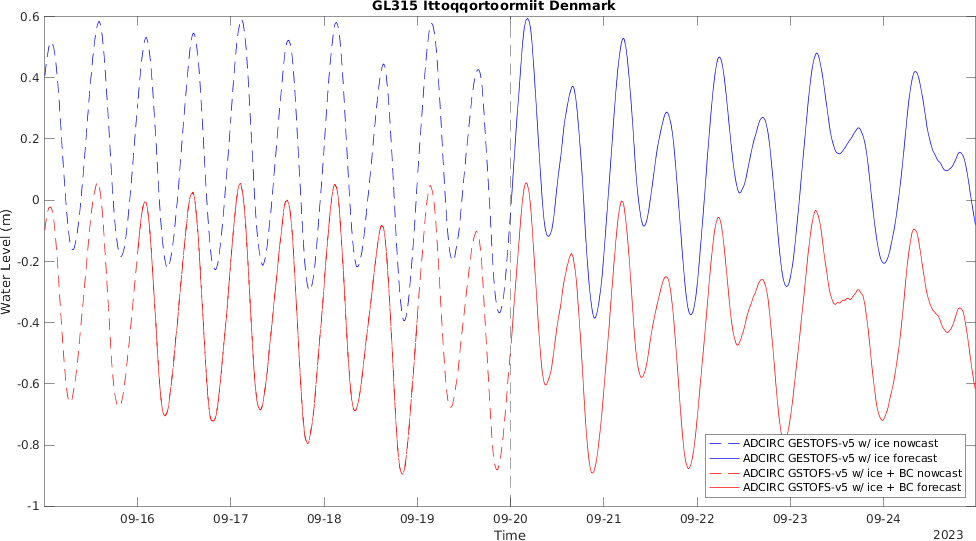 GL315 Ittoqqortoormiit Denmark
0.6
0.4
0.2
0
-0.2
-0.4
-0.6
-0.8
-1
Water Level (m)
ADCIRC GESTOFS-v5 w/ ice nowcast
ADCIRC GESTOFS-v5 w/ ice forecast
ADCIRC GSTOFS-v5 w/ ice + BC nowcast
ADCIRC GSTOFS-v5 w/ ice + BC forecast
09-16 09-17 09-18 09-19 09-20 09-21 09-22 09-23 09-24
Time
2023